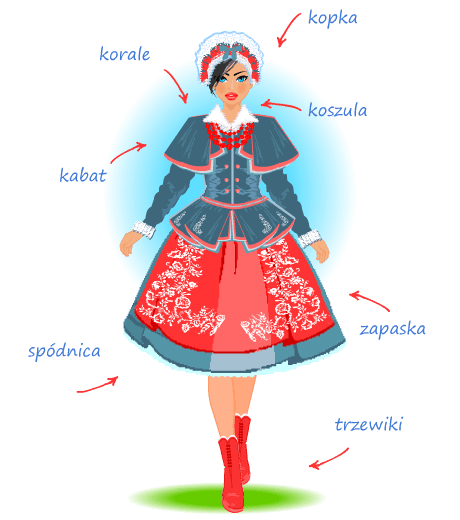 kopka
korale
koszula
kabat
zapaska
spódnica
trzewiki